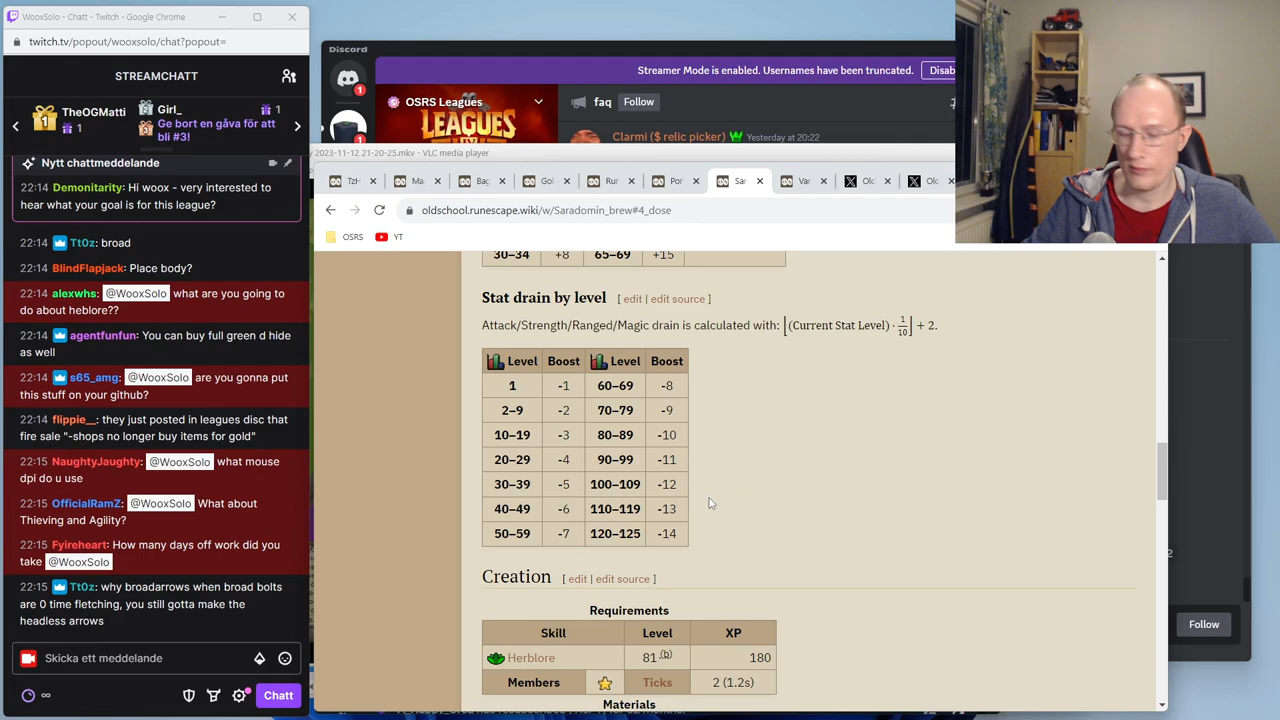 WooxSolo - Chatt - Twitch - Google Chrome
twitch.tv/popout/wooxsolo/chat?popout=
STREAMCHATT
TheOGMatti
1
Girl_
1
Ge bort en gåva för att
bli #3!
Nytt chattmeddelande
22:14 Demonitarity: Hi woox - very interested to
hear what your goal is for this league?
22:14 Tt0z: broad
22:14 BlindFlapjack: Place body?
22:14 alexwhs: @WooxSolo what are you going to
do about heblore??
22:14 agentfunfun: You can buy full green d hide
as well
22:14 s65_amg: @WooxSolo are you gonna put
this stuff on your github?
22:14 flippie__: they just posted in leagues disc that
fire sale "-shops no longer buy items for gold"
22:15 NaughtyJaughty: @WooxSolo what mouse
dpi do u use
22:15 OfficialRamZ: @WooxSolo What about
Thieving and Agility?
22:15 Fyireheart: How many days off work did you
take @WooxSolo
22:15 Tt0z: why broadarrows when broad bolts
are 0 time fletching, you still gotta make the
headless arrows
Skicka ett meddelande
∞
Chatt
Discord
Streamer Mode is enabled. Usernames have been truncated.
Disab
OSRS Leagues
faq
Follow
LEAGUES
Clarmi ($ relic picker) Yesterday at 20:22
2023-11-12 21-20-25.mkv - VLC media player
TzH
Ma
Bag
Gol
Rur
Por
Sar
Var
Old
Old
oldschool.runescape.wiki/w/Saradomin_brew#4_dose
OSRS
YT
30–34 +8 65–69 +15
Stat drain by level [ edit | edit source ]
Attack/Strength/Ranged/Magic drain is calculated with: ⌊(Current Stat Level) · 1/10⌋ + 2.
Level Boost Level Boost
1 -1 60–69 -8
2–9 -2 70–79 -9
10–19 -3 80–89 -10
20–29 -4 90–99 -11
30–39 -5 100–109 -12
40–49 -6 110–119 -13
50–59 -7 120–125 -14
Creation [ edit | edit source ]
Requirements
Skill Level XP
Herblore 81 (b) 180
Members Ticks 2 (1.2s)
Materials
Follow